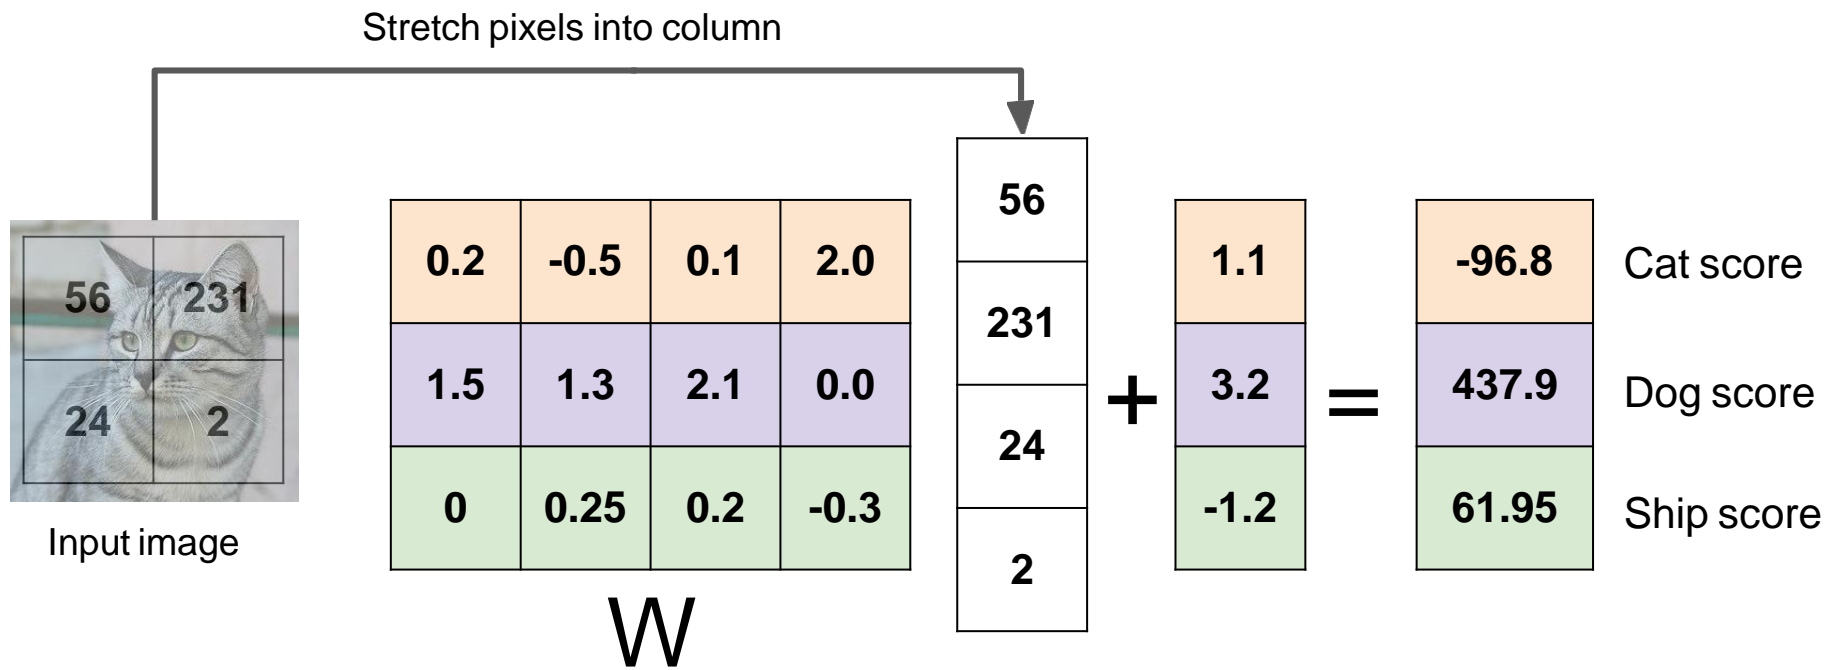 Stretch pixels into column
56 231
24 2
Input image
0.2 -0.5 0.1 2.0
1.5 1.3 2.1 0.0
0 0.25 0.2 -0.3
W
56
231
24
2
+
1.1
3.2
-1.2
=
-96.8 Cat score
437.9 Dog score
61.95 Ship score